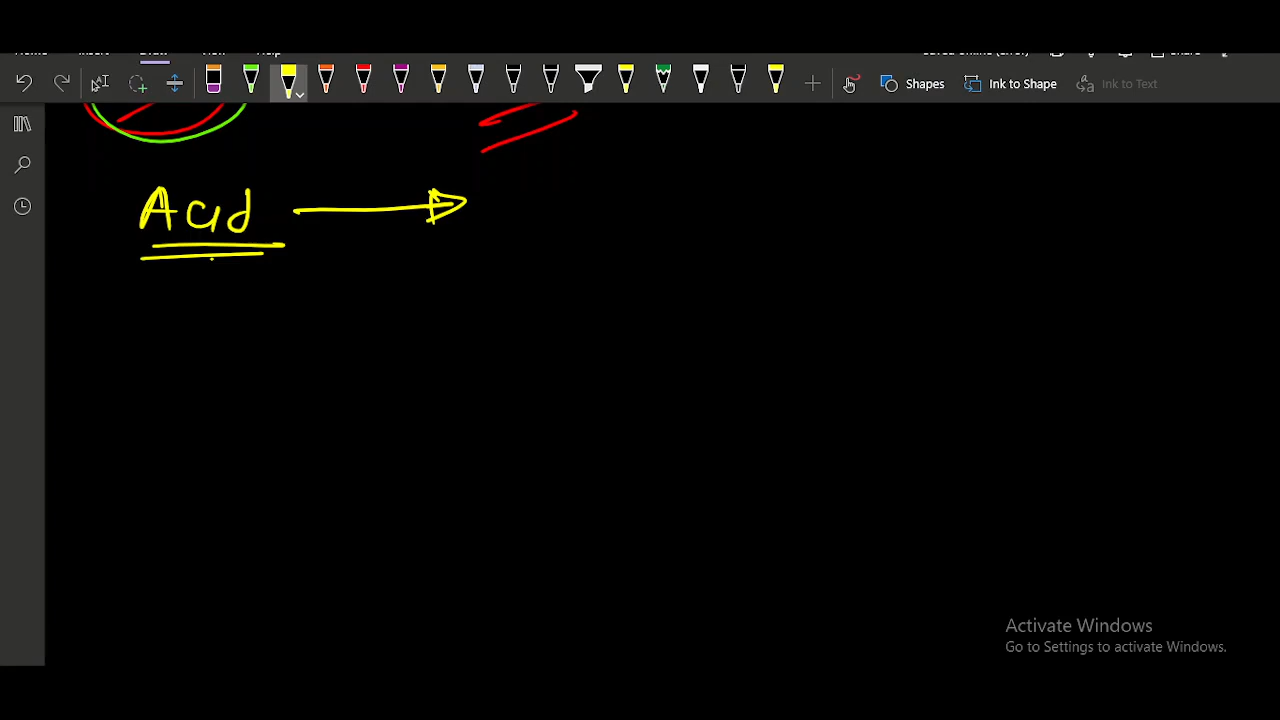 Shapes Ink to Shape Ink to Text
Acid
Activate Windows
Go to Settings to activate Windows.